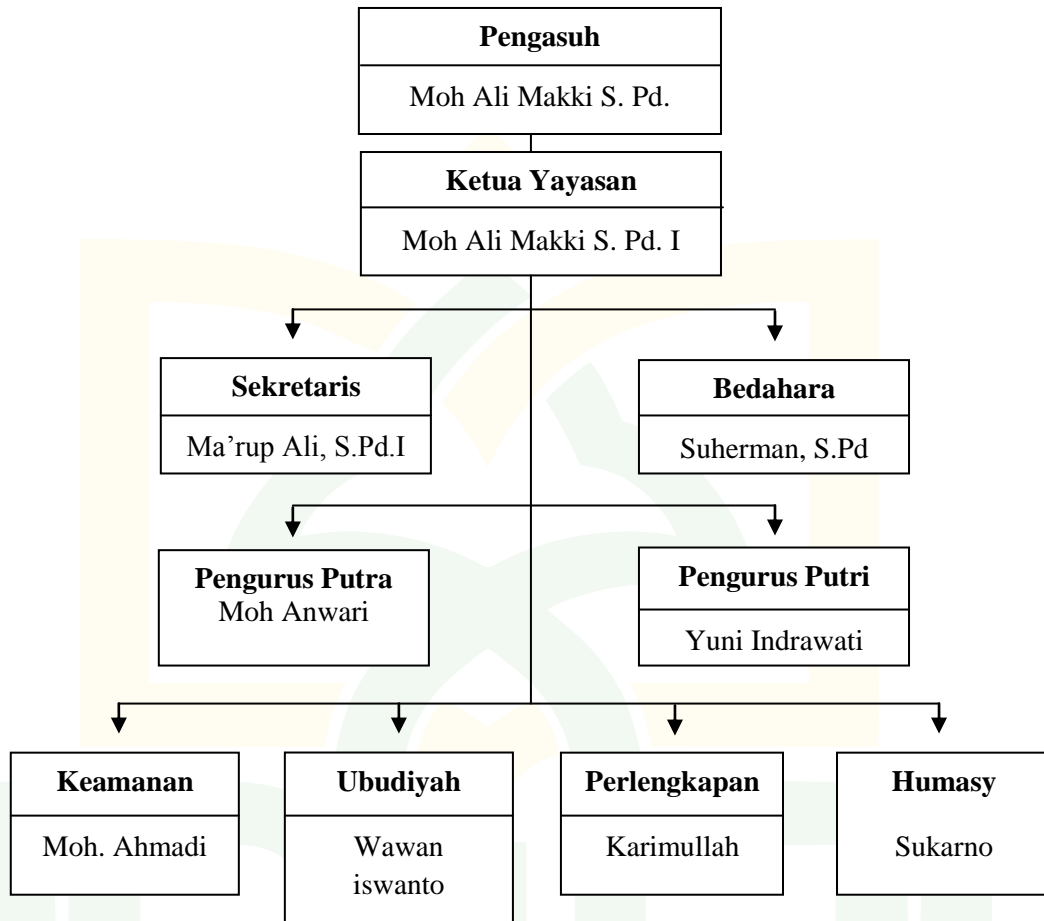 Pengasuh
Moh Ali Makki S. Pd.
Ketua Yayasan
Moh Ali Makki S. Pd. I
Sekretaris
Ma’rup Ali, S.Pd.I
Bedahara
Suherman, S.Pd
Pengurus Putra
Moh Anwari
Pengurus Putri
Yuni Indrawati
Keamanan
Moh. Ahmadi
Ubudiyah
Wawan
iswanto
Perlengkapan
Karimullah
Humasy
Sukarno